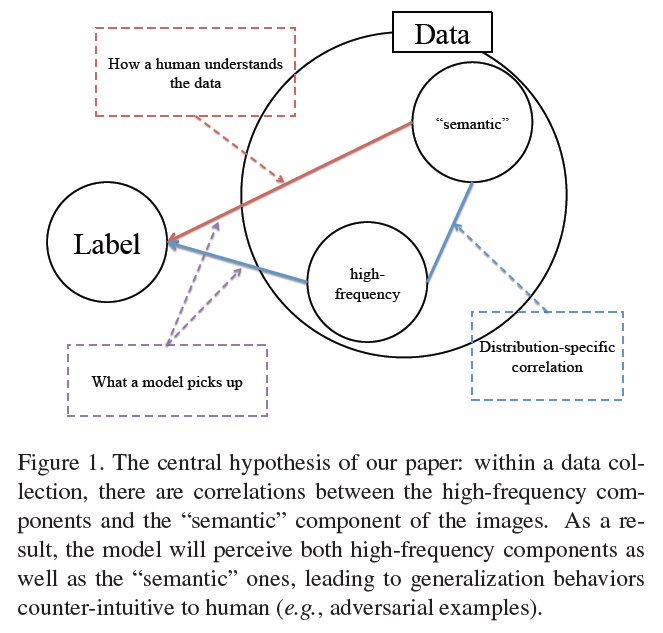 Data
How a human understands
the data
"semantic"
Label
high-
frequency
Distribution-specific
correlation
What a model picks up
Figure 1. The central hypothesis of our paper: within a data col-
lection, there are correlations between the high-frequency com-
ponents and the “semantic” component of the images. As a re-
sult, the model will perceive both high-frequency components as
well as the “semantic” ones, leading to generalization behaviors
counter-intuitive to human (e.g., adversarial examples).